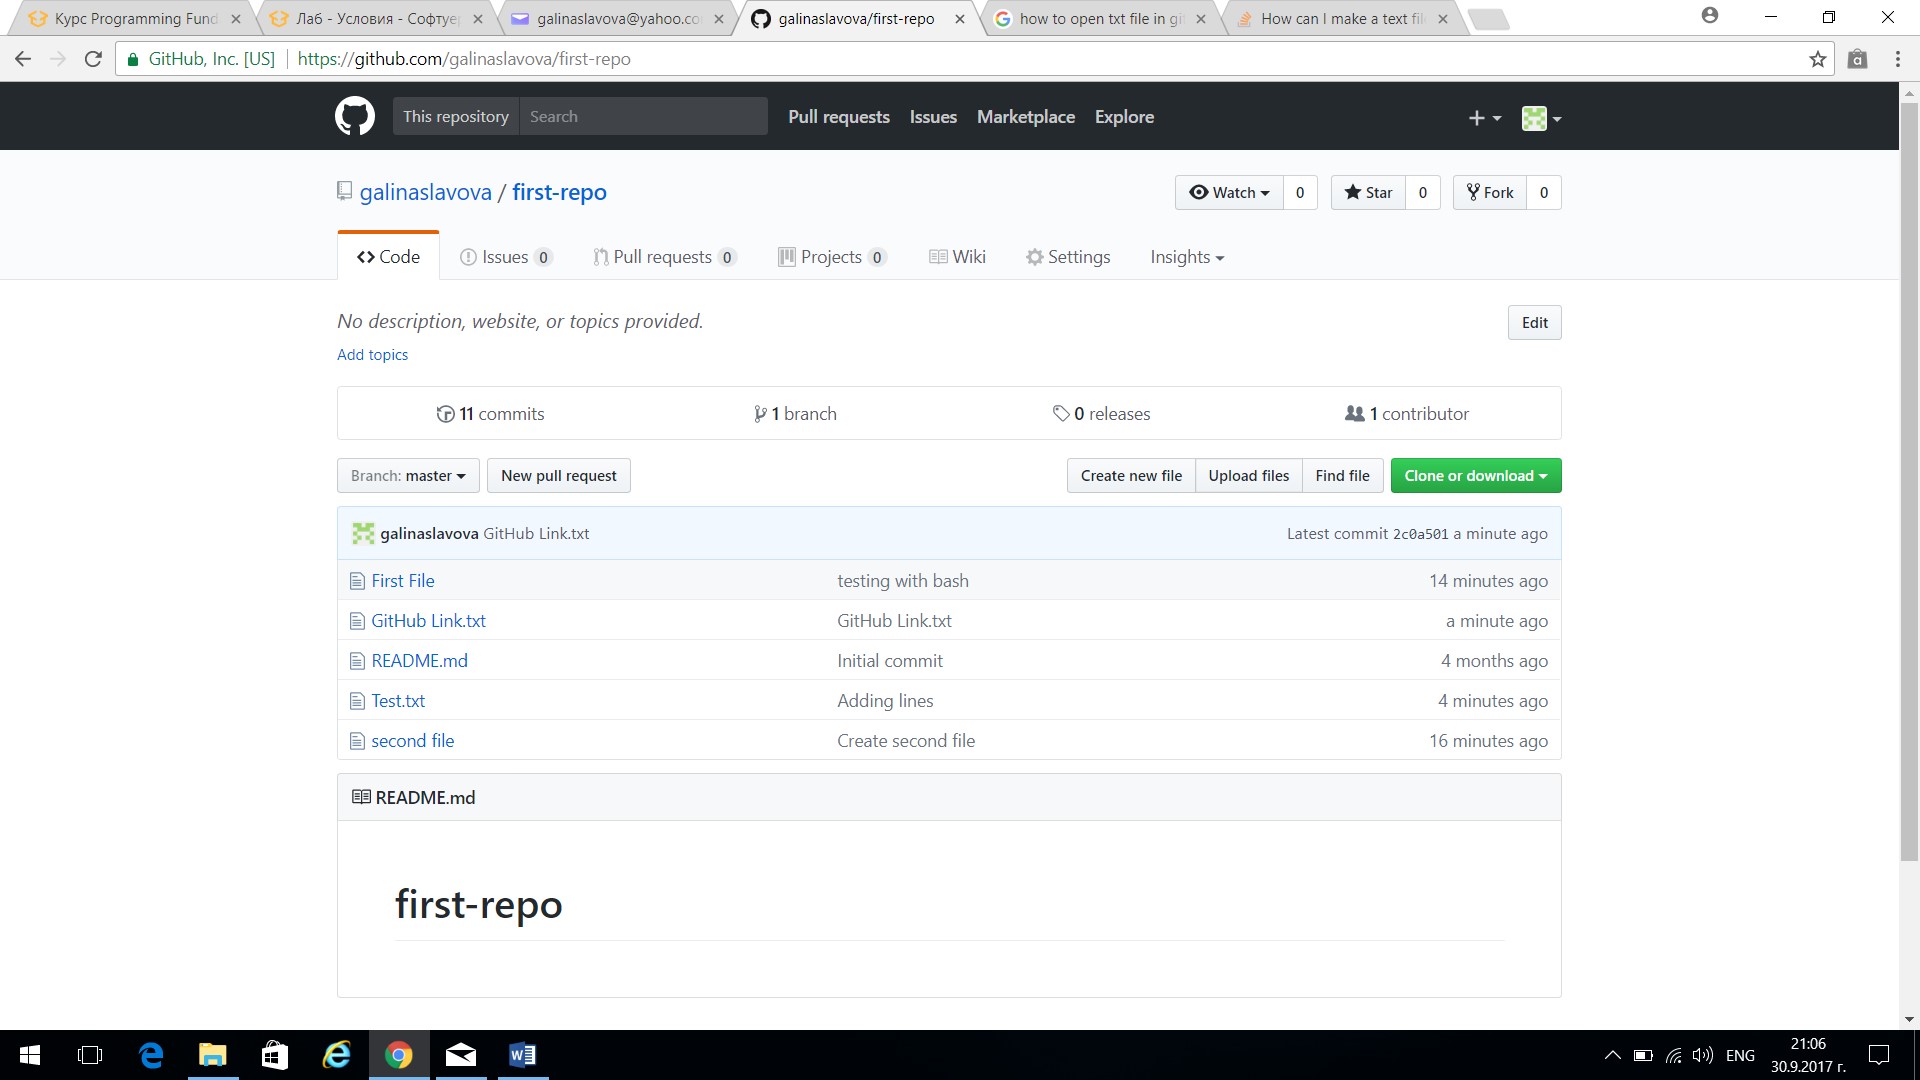 Курс Programming Fund
Лаб - Условия - Софтуе
galinaslavova@yahoo.co
galinaslavova/first-repo
how to open txt file in gi
How can I make a text fil
GitHub, Inc. [US] https://github.com/galinaslavova/first-repo
This repository Search Pull requests Issues Marketplace Explore
galinaslavova / first-repo
Watch 0 Star 0 Fork 0
Code Issues 0 Pull requests 0 Projects 0 Wiki Settings Insights
No description, website, or topics provided.
Edit
Add topics
11 commits 1 branch 0 releases 1 contributor
Branch: master New pull request Create new file Upload files Find file Clone or download
galinaslavova GitHub Link.txt Latest commit 2c0a501 a minute ago
First File testing with bash 14 minutes ago
GitHub Link.txt GitHub Link.txt a minute ago
README.md Initial commit 4 months ago
Test.txt Adding lines 4 minutes ago
second file Create second file 16 minutes ago
README.md
first-repo
ENG
21:06
30.9.2017 г.